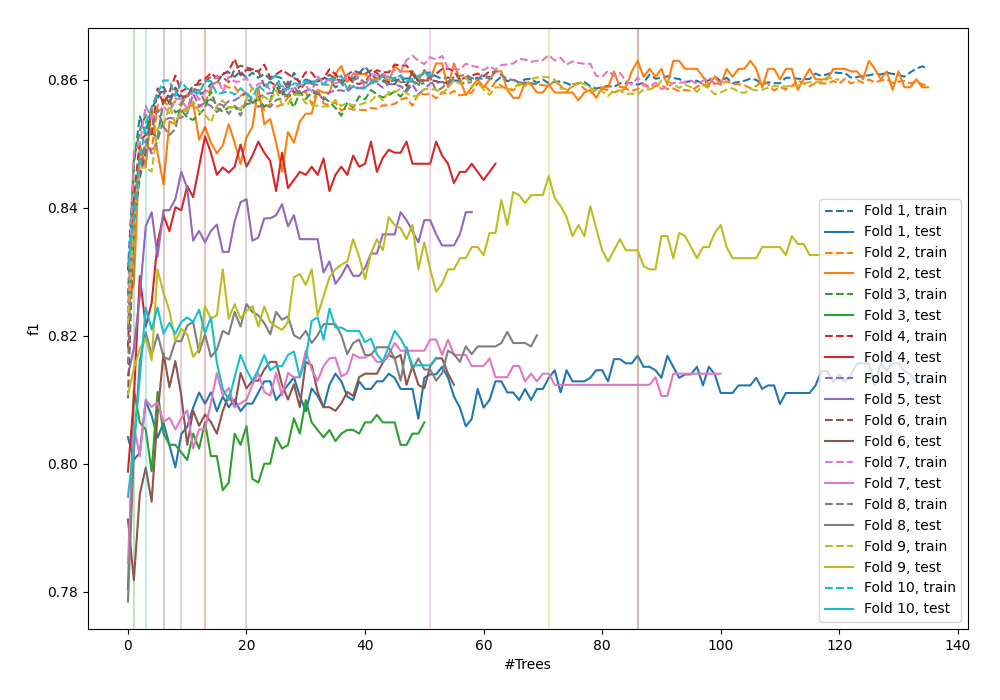 0.86
0.84
0.82
0.80
0.78
f1
0
20
40
60
80
100
120
140
#Trees
Fold 1, train
Fold 1, test
Fold 2, train
Fold 2, test
Fold 3, train
Fold 3, test
Fold 4, train
Fold 4, test
Fold 5, train
Fold 5, test
Fold 6, train
Fold 6, test
Fold 7, train
Fold 7, test
Fold 8, train
Fold 8, test
Fold 9, train
Fold 9, test
Fold 10, train
Fold 10, test